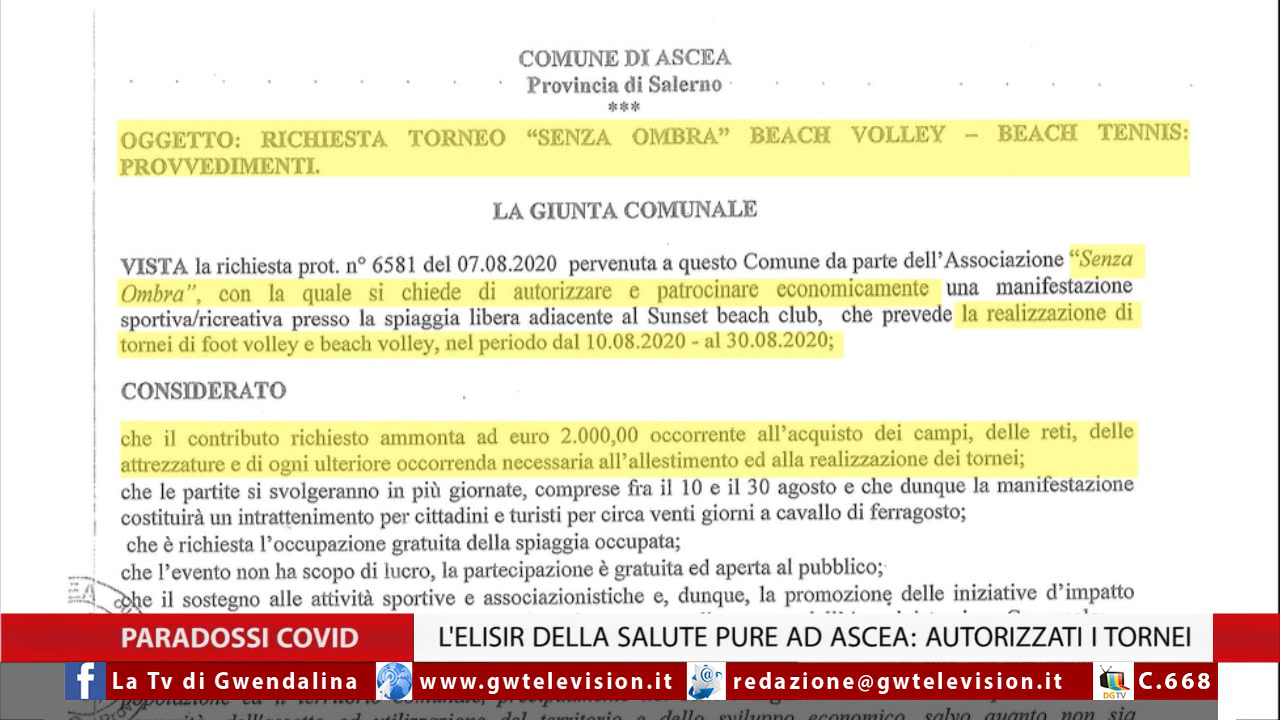 COMUNE DI ASCEA
Provincia di Salerno
***
OGGETTO: RICHIESTA TORNEO “SENZA OMBRA” BEACH VOLLEY – BEACH TENNIS:
PROVVEDIMENTI.
LA GIUNTA COMUNALE
VISTA la richiesta prot. n° 6581 del 07.08.2020 pervenuta a questo Comune da parte dell’Associazione “Senza
Ombra”, con la quale si chiede di autorizzare e patrocinare economicamente una manifestazione
sportiva/ricreativa presso la spiaggia libera adiacente al Sunset beach club, che prevede la realizzazione di
tornei di foot volley e beach volley, nel periodo dal 10.08.2020 - al 30.08.2020;
CONSIDERATO
che il contributo richiesto ammonta ad euro 2.000,00 occorrente all’acquisto dei campi, delle reti, delle
attrezzature e di ogni ulteriore occorrenda necessaria all’allestimento ed alla realizzazione dei tornei;
che le partite si svolgeranno in più giornate, comprese fra il 10 e il 30 agosto e che dunque la manifestazione
costituirà un intrattenimento per cittadini e turisti per circa venti giorni a cavallo di ferragosto;
che è richiesta l’occupazione gratuita della spiaggia occupata;
che l’evento non ha scopo di lucro, la partecipazione è gratuita ed aperta al pubblico;
che il sostegno alle attività sportive e associazionistiche e, dunque, la promozione delle iniziative d’impatto
PARADOSSI COVID
L'ELISIR DELLA SALUTE PURE AD ASCEA: AUTORIZZATI I TORNEI
La Tv di Gwendalina
www.gwtelevision.it
redazione@gwtelevision.it
DGTV
C.668